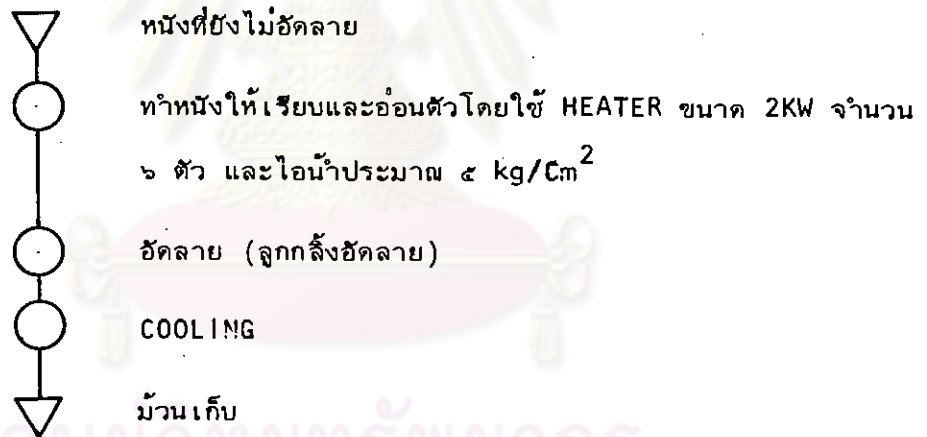 หนังที่ยังไม่อัดลาย
ทำหนังให้เรียบและอ่อนตัวโดยใช้ HEATER ขนาด 2KW จำนวน
๖ ตัว และไอน้ำประมาณ ๕ kg/Cm²
อัดลาย (ลูกกลิ้งอัดลาย)
COOLING
ม้วนเก็บ